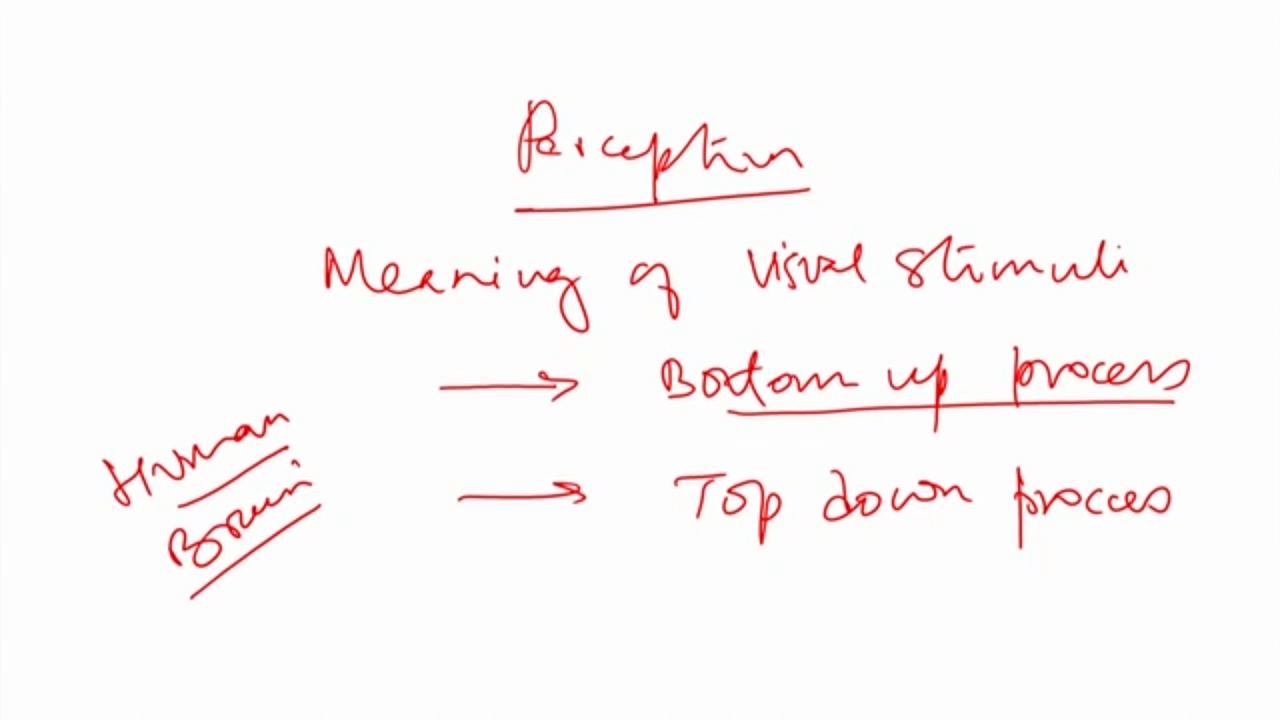 Perception
Meaning of visual stimuli
→ Bottom up process
Human
Brain
→ Top down process